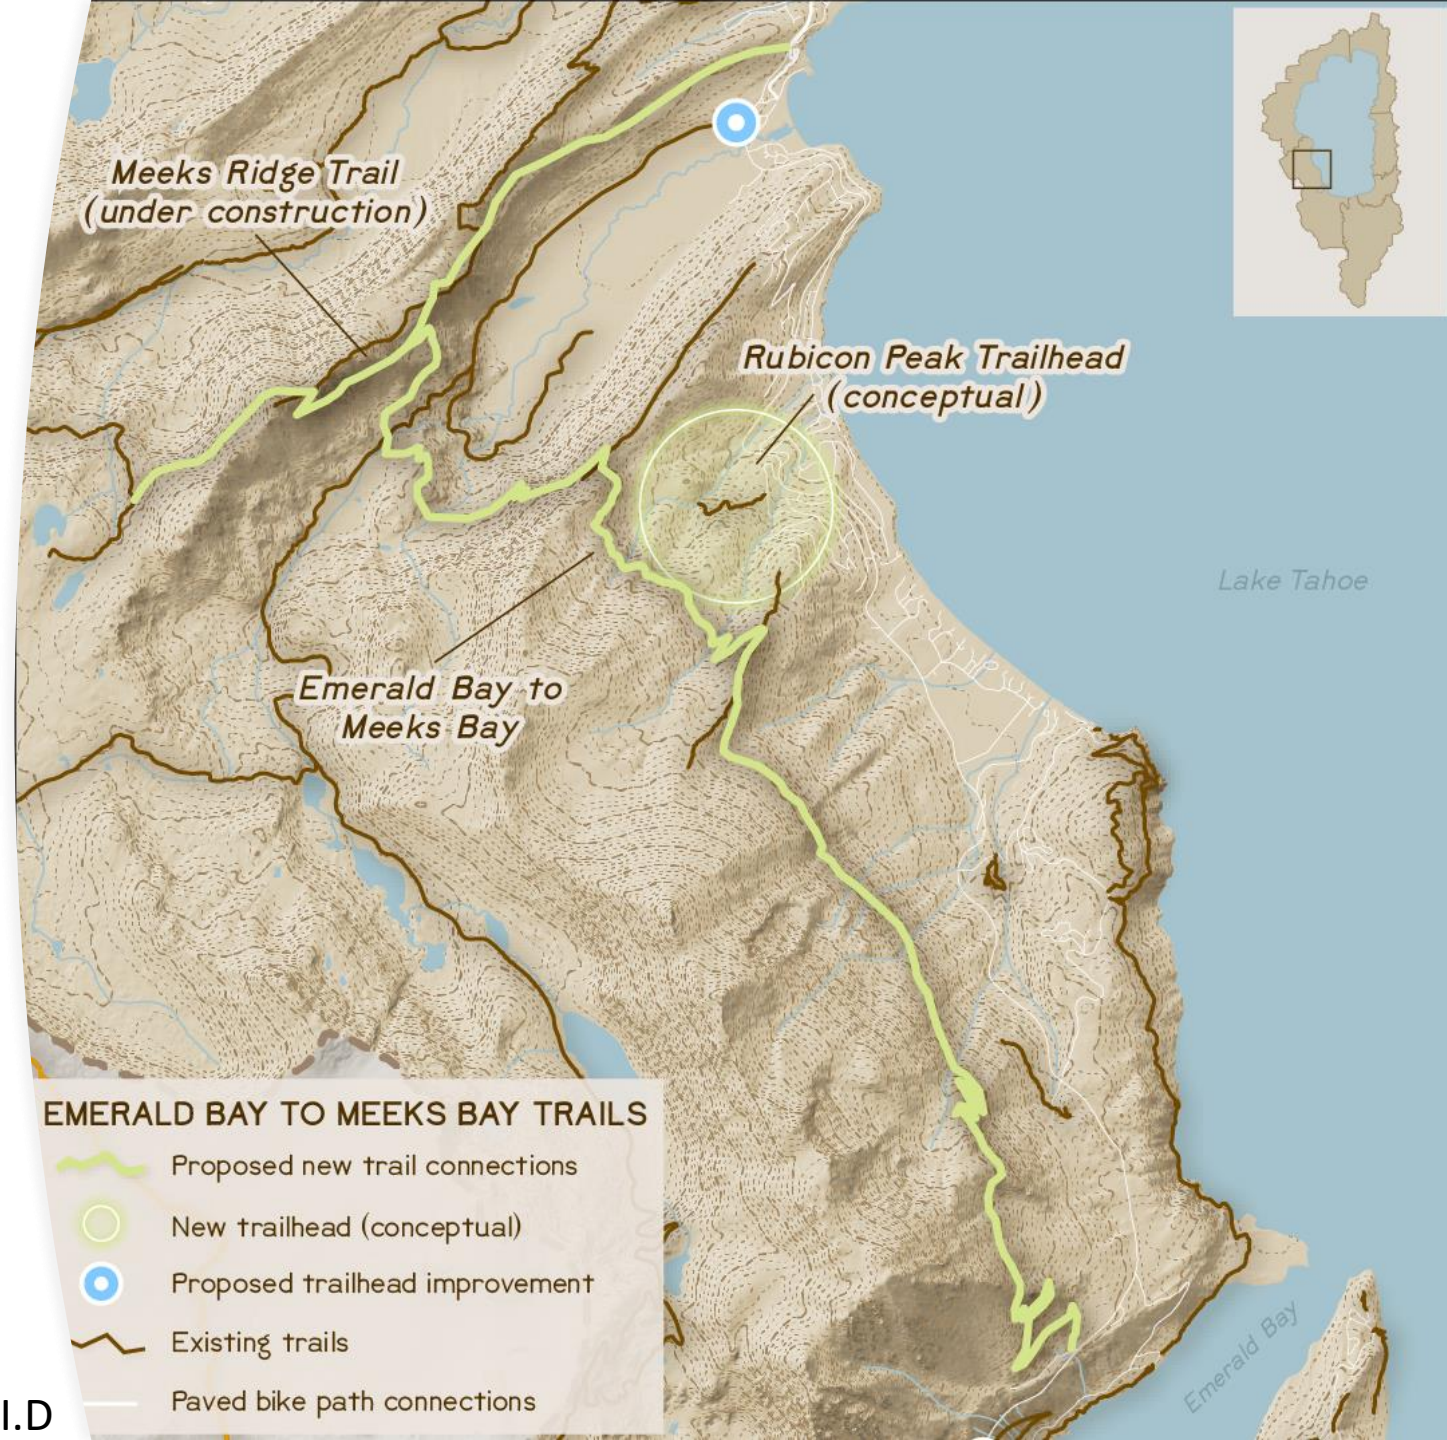 Meeks Ridge Trail
(under construction)
Rubicon Peak Trailhead
(conceptual)
Lake Tahoe
Emerald Bay to
Meeks Bay
EMERALD BAY TO MEEKS BAY TRAILS
Proposed new trail connections
New trailhead (conceptual)
Proposed trailhead improvement
Existing trails
Paved bike path connections
Emerald Bay
I.D